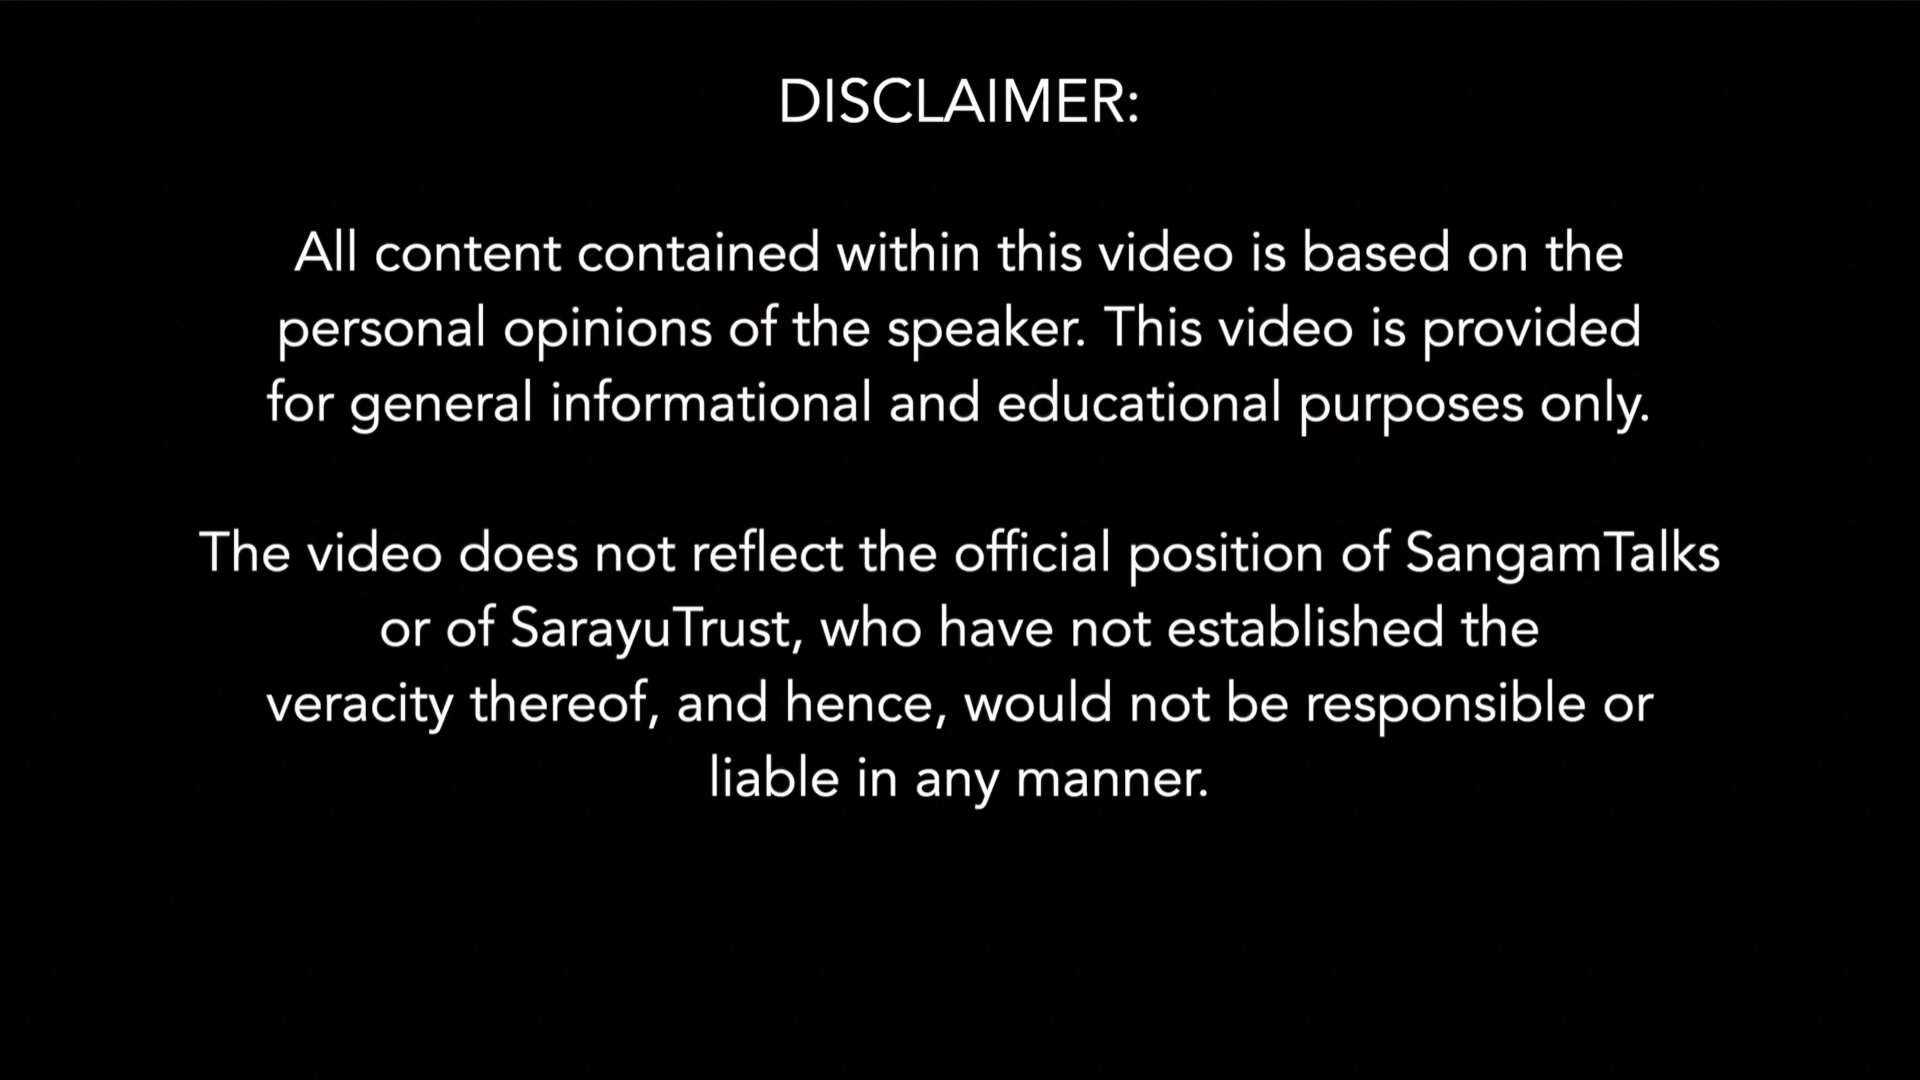 DISCLAIMER:
All content contained within this video is based on the
personal opinions of the speaker. This video is provided
for general informational and educational purposes only.
The video does not reflect the official position of SangamTalks
or of SarayuTrust, who have not established the
veracity thereof, and hence, would not be responsible or
liable in any manner.